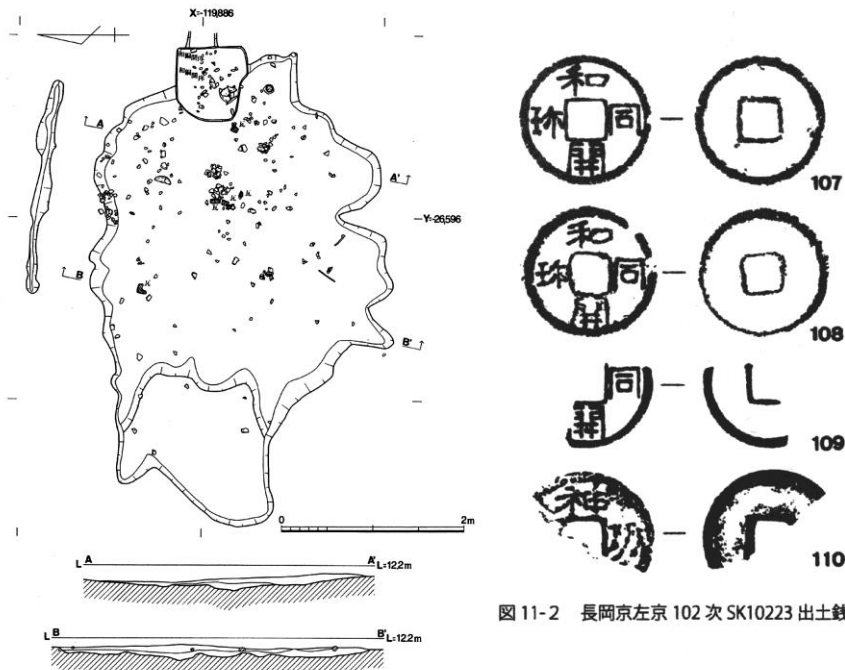 X=-119,886
A
A'
Y=-26,596
B
B'
0
2m
A
A'
L
L=12.2m
B
B'
L
L=12.2m
和
同
開
珎
107
和
同
開
珎
108
同
開
109
神
功
110
図 11-2 長岡京左京 102 次 SK10223 出土銭